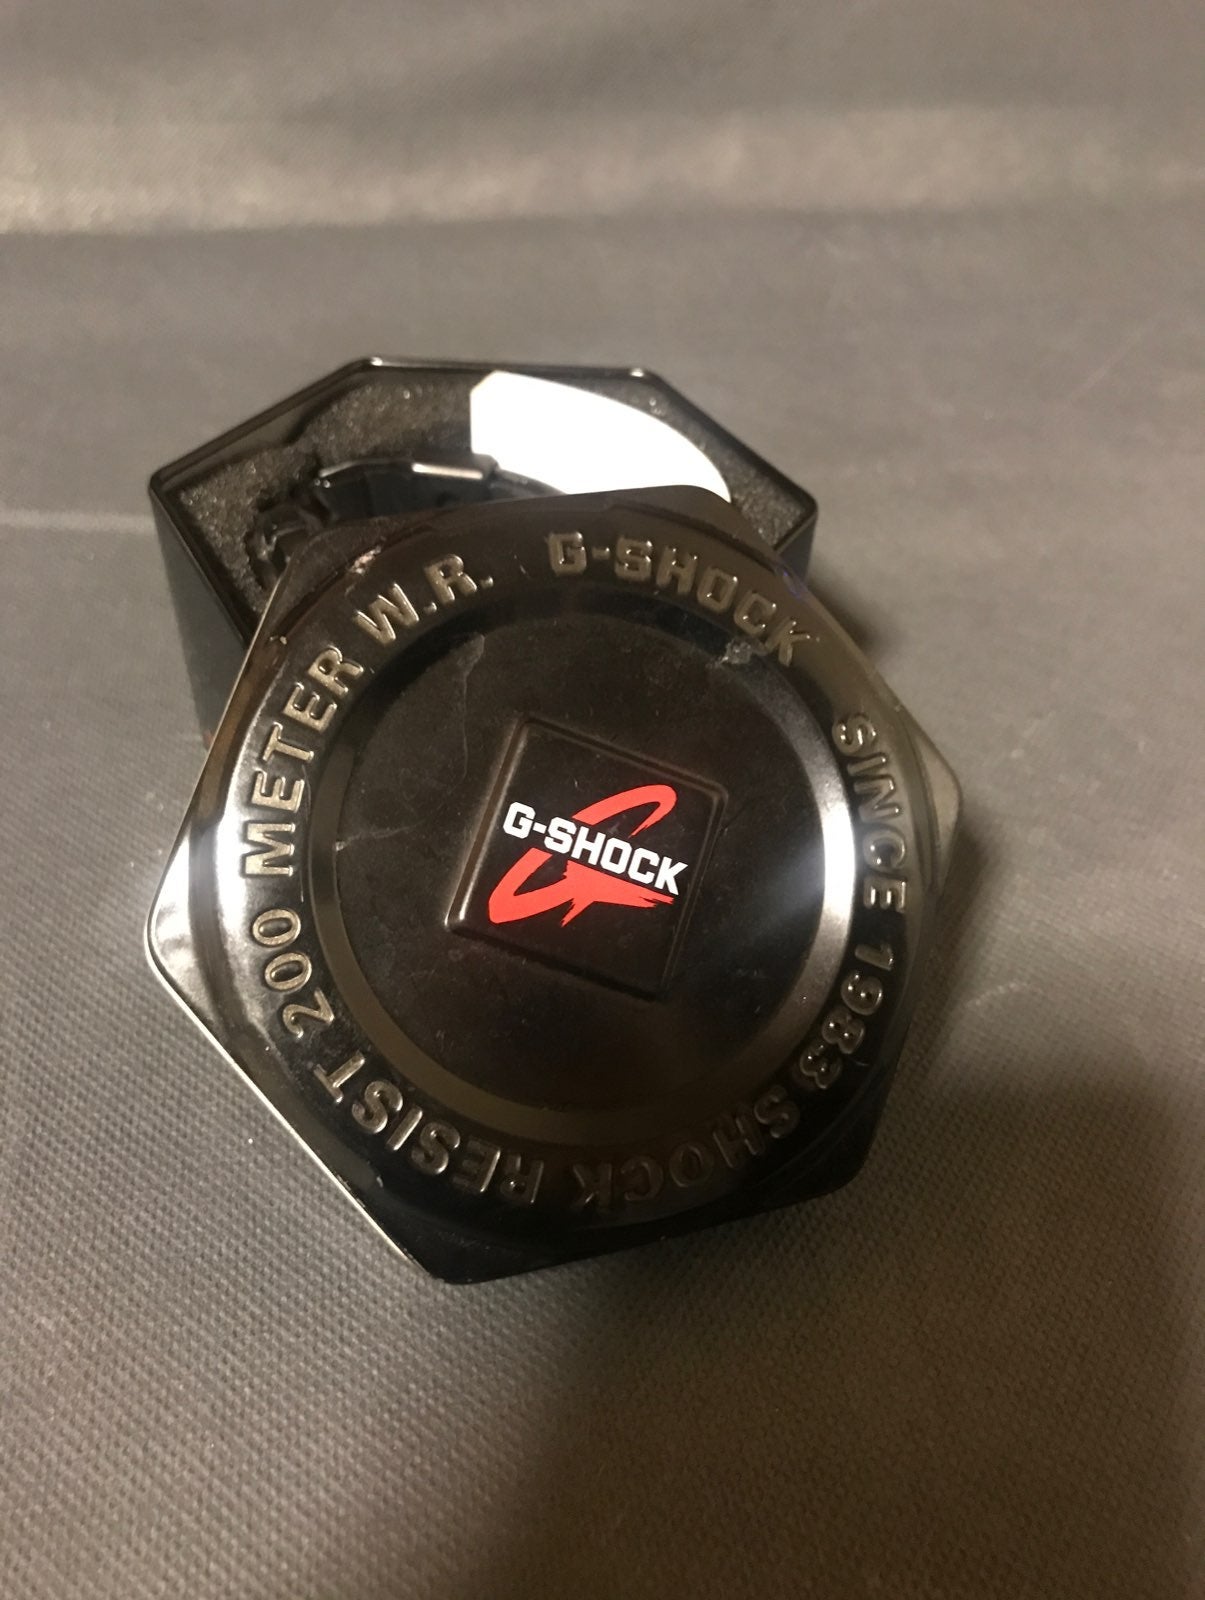 G-SHOCK
SINCE 1983
SHOCK RESIST
200 METER W.R.
G-SHOCK